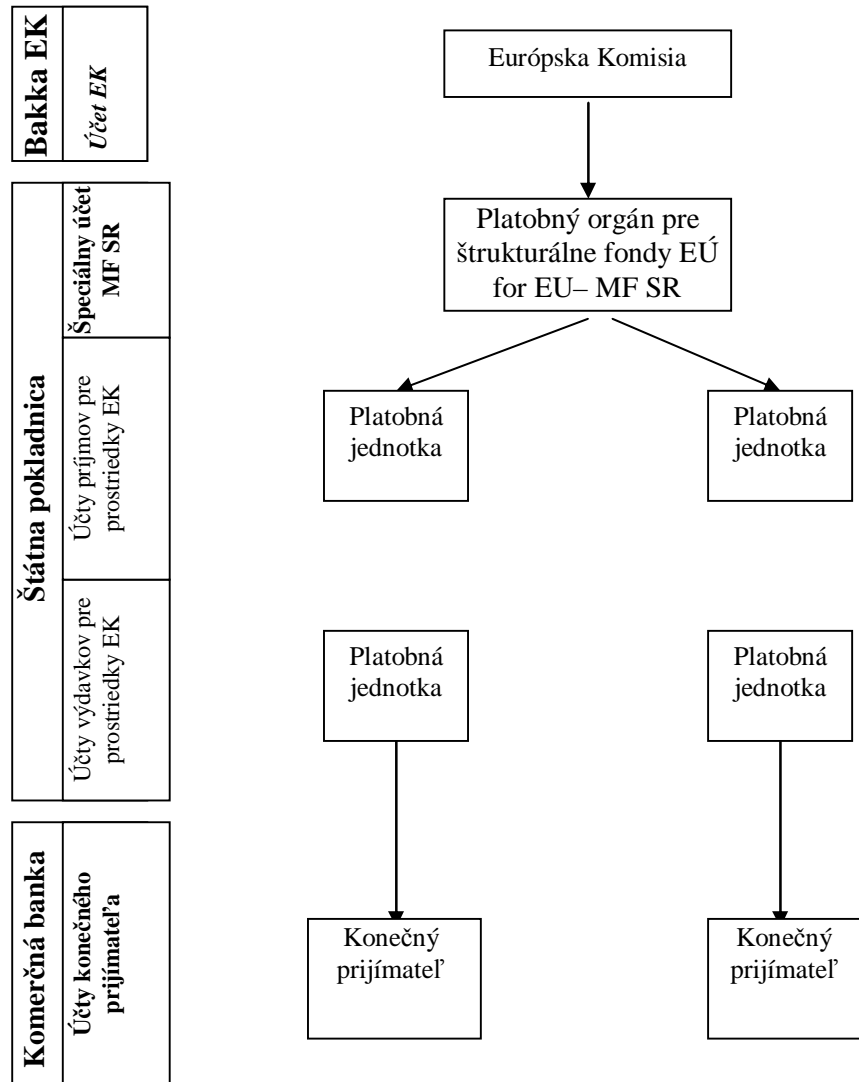 Bakka EK
Účet EK
Európska Komisia
Štátna pokladnica
Špeciálny účet
MF SR
Platobný orgán pre
štrukturálne fondy EÚ
for EU– MF SR
Účty príjmov pre
prostriedky EK
Platobná
jednotka
Platobná
jednotka
Účty výdavkov pre
prostriedky EK
Platobná
jednotka
Platobná
jednotka
Komerčná banka
Účty konečného
prijímateľa
Konečný
prijímateľ
Konečný
prijímateľ